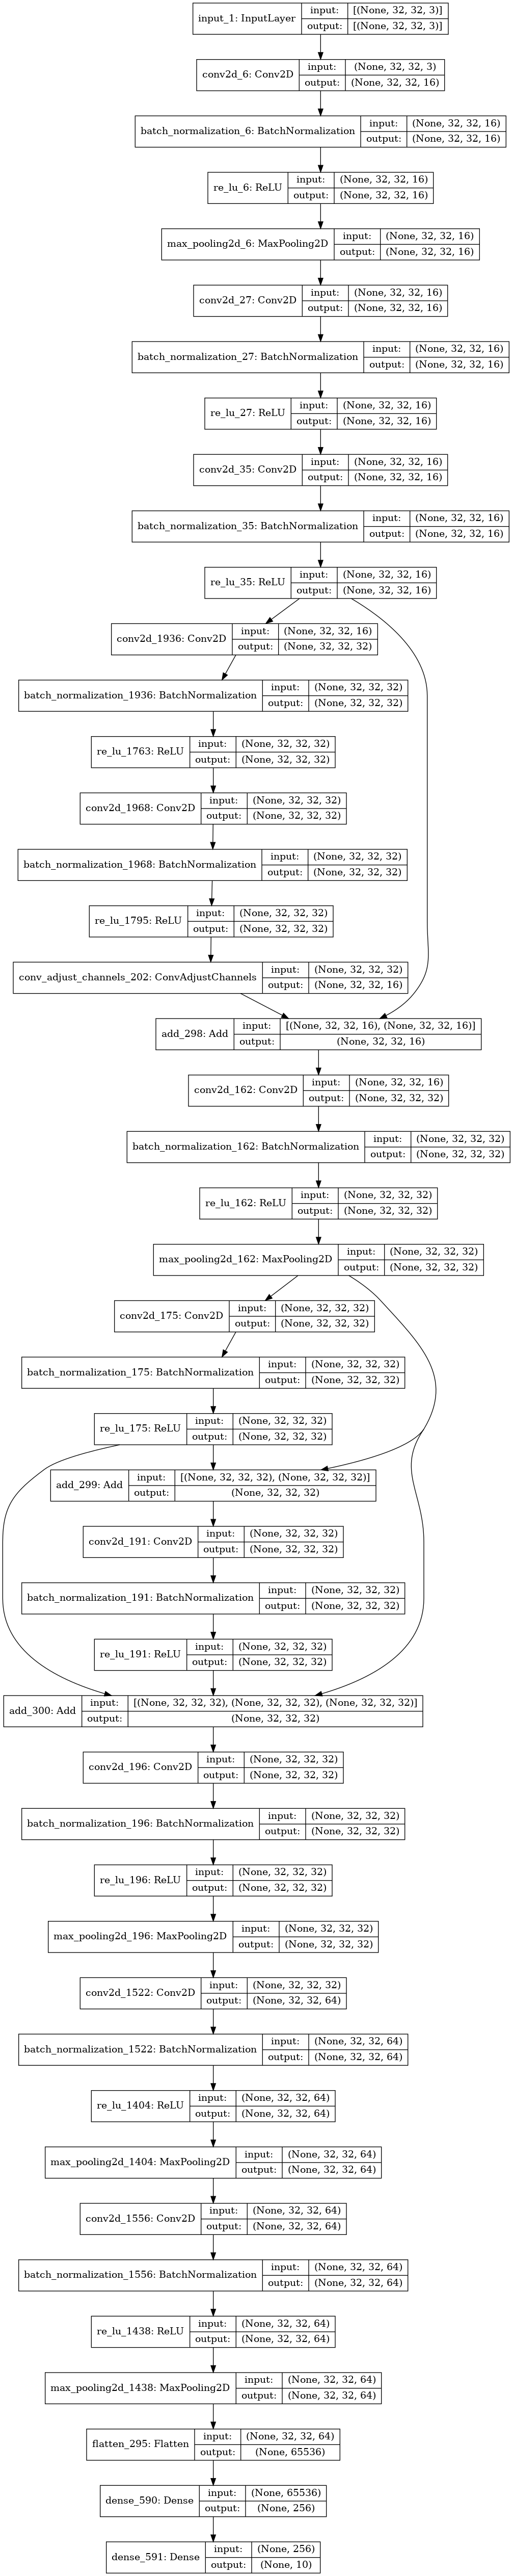 input_1: InputLayer
input: [(None, 32, 32, 3)]
output: [(None, 32, 32, 3)]
conv2d_6: Conv2D
input: (None, 32, 32, 3)
output: (None, 32, 32, 16)
batch_normalization_6: BatchNormalization
input: (None, 32, 32, 16)
output: (None, 32, 32, 16)
re_lu_6: ReLU
input: (None, 32, 32, 16)
output: (None, 32, 32, 16)
max_pooling2d_6: MaxPooling2D
input: (None, 32, 32, 16)
output: (None, 32, 32, 16)
conv2d_27: Conv2D
input: (None, 32, 32, 16)
output: (None, 32, 32, 16)
batch_normalization_27: BatchNormalization
input: (None, 32, 32, 16)
output: (None, 32, 32, 16)
re_lu_27: ReLU
input: (None, 32, 32, 16)
output: (None, 32, 32, 16)
conv2d_35: Conv2D
input: (None, 32, 32, 16)
output: (None, 32, 32, 16)
batch_normalization_35: BatchNormalization
input: (None, 32, 32, 16)
output: (None, 32, 32, 16)
re_lu_35: ReLU
input: (None, 32, 32, 16)
output: (None, 32, 32, 16)
conv2d_1936: Conv2D
input: (None, 32, 32, 16)
output: (None, 32, 32, 32)
batch_normalization_1936: BatchNormalization
input: (None, 32, 32, 32)
output: (None, 32, 32, 32)
re_lu_1763: ReLU
input: (None, 32, 32, 32)
output: (None, 32, 32, 32)
conv2d_1968: Conv2D
input: (None, 32, 32, 32)
output: (None, 32, 32, 32)
batch_normalization_1968: BatchNormalization
input: (None, 32, 32, 32)
output: (None, 32, 32, 32)
re_lu_1795: ReLU
input: (None, 32, 32, 32)
output: (None, 32, 32, 32)
conv_adjust_channels_202: ConvAdjustChannels
input: (None, 32, 32, 32)
output: (None, 32, 32, 16)
add_298: Add
input: [(None, 32, 32, 16), (None, 32, 32, 16)]
output: (None, 32, 32, 16)
conv2d_162: Conv2D
input: (None, 32, 32, 16)
output: (None, 32, 32, 32)
batch_normalization_162: BatchNormalization
input: (None, 32, 32, 32)
output: (None, 32, 32, 32)
re_lu_162: ReLU
input: (None, 32, 32, 32)
output: (None, 32, 32, 32)
max_pooling2d_162: MaxPooling2D
input: (None, 32, 32, 32)
output: (None, 32, 32, 32)
conv2d_175: Conv2D
input: (None, 32, 32, 32)
output: (None, 32, 32, 32)
batch_normalization_175: BatchNormalization
input: (None, 32, 32, 32)
output: (None, 32, 32, 32)
re_lu_175: ReLU
input: (None, 32, 32, 32)
output: (None, 32, 32, 32)
add_299: Add
input: [(None, 32, 32, 32), (None, 32, 32, 32)]
output: (None, 32, 32, 32)
conv2d_191: Conv2D
input: (None, 32, 32, 32)
output: (None, 32, 32, 32)
batch_normalization_191: BatchNormalization
input: (None, 32, 32, 32)
output: (None, 32, 32, 32)
re_lu_191: ReLU
input: (None, 32, 32, 32)
output: (None, 32, 32, 32)
add_300: Add
input: [(None, 32, 32, 32), (None, 32, 32, 32), (None, 32, 32, 32)]
output: (None, 32, 32, 32)
conv2d_196: Conv2D
input: (None, 32, 32, 32)
output: (None, 32, 32, 32)
batch_normalization_196: BatchNormalization
input: (None, 32, 32, 32)
output: (None, 32, 32, 32)
re_lu_196: ReLU
input: (None, 32, 32, 32)
output: (None, 32, 32, 32)
max_pooling2d_196: MaxPooling2D
input: (None, 32, 32, 32)
output: (None, 32, 32, 32)
conv2d_1522: Conv2D
input: (None, 32, 32, 32)
output: (None, 32, 32, 64)
batch_normalization_1522: BatchNormalization
input: (None, 32, 32, 64)
output: (None, 32, 32, 64)
re_lu_1404: ReLU
input: (None, 32, 32, 64)
output: (None, 32, 32, 64)
max_pooling2d_1404: MaxPooling2D
input: (None, 32, 32, 64)
output: (None, 32, 32, 64)
conv2d_1556: Conv2D
input: (None, 32, 32, 64)
output: (None, 32, 32, 64)
batch_normalization_1556: BatchNormalization
input: (None, 32, 32, 64)
output: (None, 32, 32, 64)
re_lu_1438: ReLU
input: (None, 32, 32, 64)
output: (None, 32, 32, 64)
max_pooling2d_1438: MaxPooling2D
input: (None, 32, 32, 64)
output: (None, 32, 32, 64)
flatten_295: Flatten
input: (None, 32, 32, 64)
output: (None, 65536)
dense_590: Dense
input: (None, 65536)
output: (None, 256)
dense_591: Dense
input: (None, 256)
output: (None, 10)